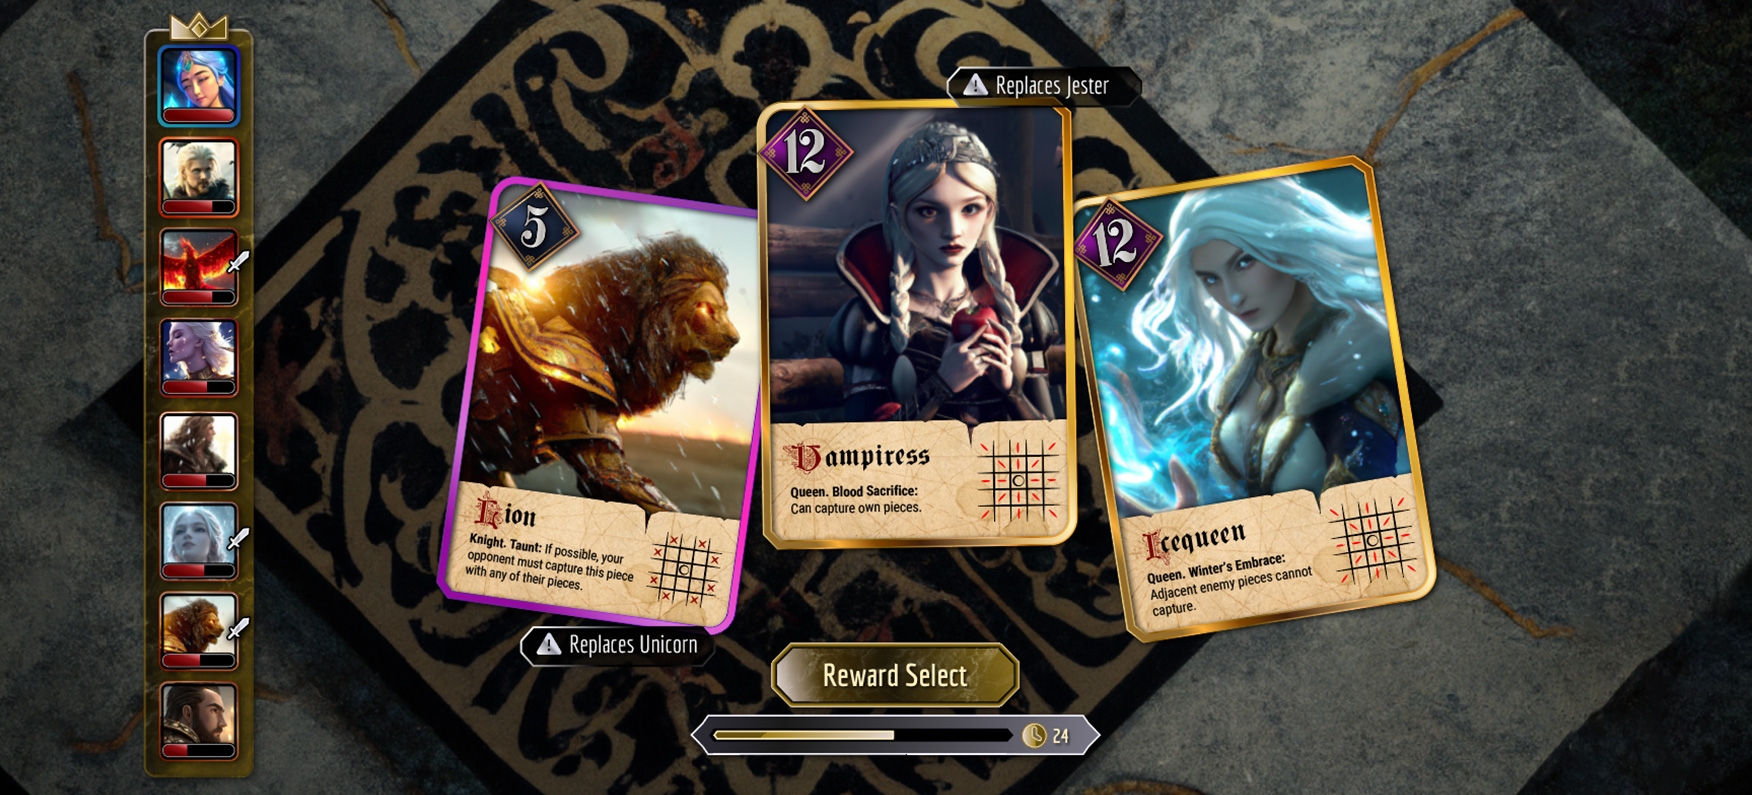 Replaces Jester
12
5
12
Lion
Knight. Taunt: If possible, your
opponent must capture this piece
with any of their pieces.
Vampiress
Queen. Blood Sacrifice:
Can capture own pieces.
Icequeen
Queen. Winter's Embrace:
Adjacent enemy pieces cannot
capture.
Replaces Unicorn
Reward Select
24